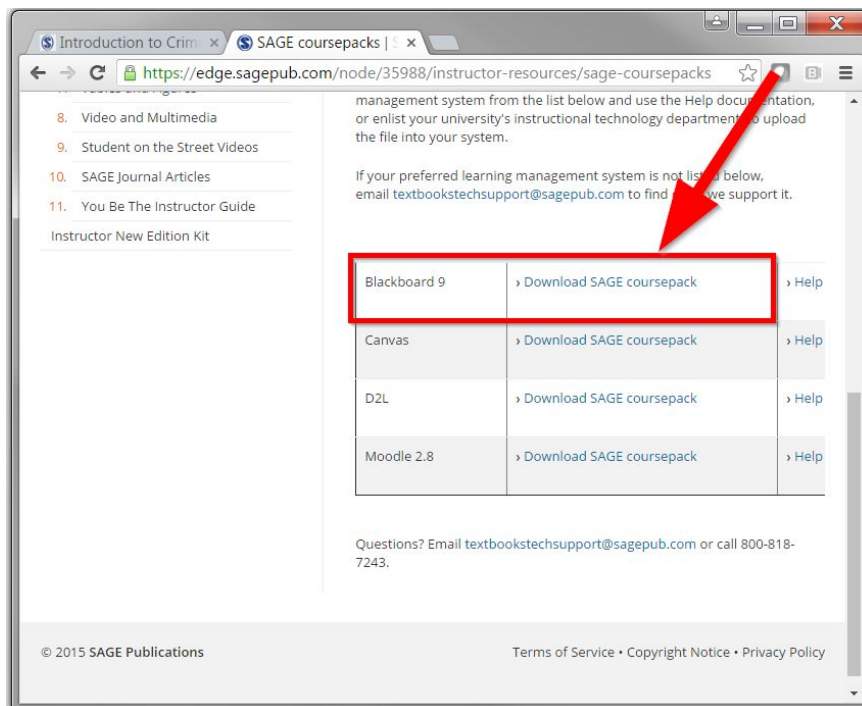 Introduction to Crim
SAGE coursepacks | S
https://edge.sagepub.com/node/35988/instructor-resources/sage-coursepacks
8. Video and Multimedia
9. Student on the Street Videos
10. SAGE Journal Articles
11. You Be The Instructor Guide
Instructor New Edition Kit
management system from the list below and use the Help documentation,
or enlist your university's instructional technology department to upload
the file into your system.
If your preferred learning management system is not listed below,
email textbookstechsupport@sagepub.com to find we support it.
Blackboard 9 › Download SAGE coursepack › Help
Canvas › Download SAGE coursepack › Help
D2L › Download SAGE coursepack › Help
Moodle 2.8 › Download SAGE coursepack › Help
Questions? Email textbookstechsupport@sagepub.com or call 800-818-
7243.
© 2015 SAGE Publications
Terms of Service • Copyright Notice • Privacy Policy